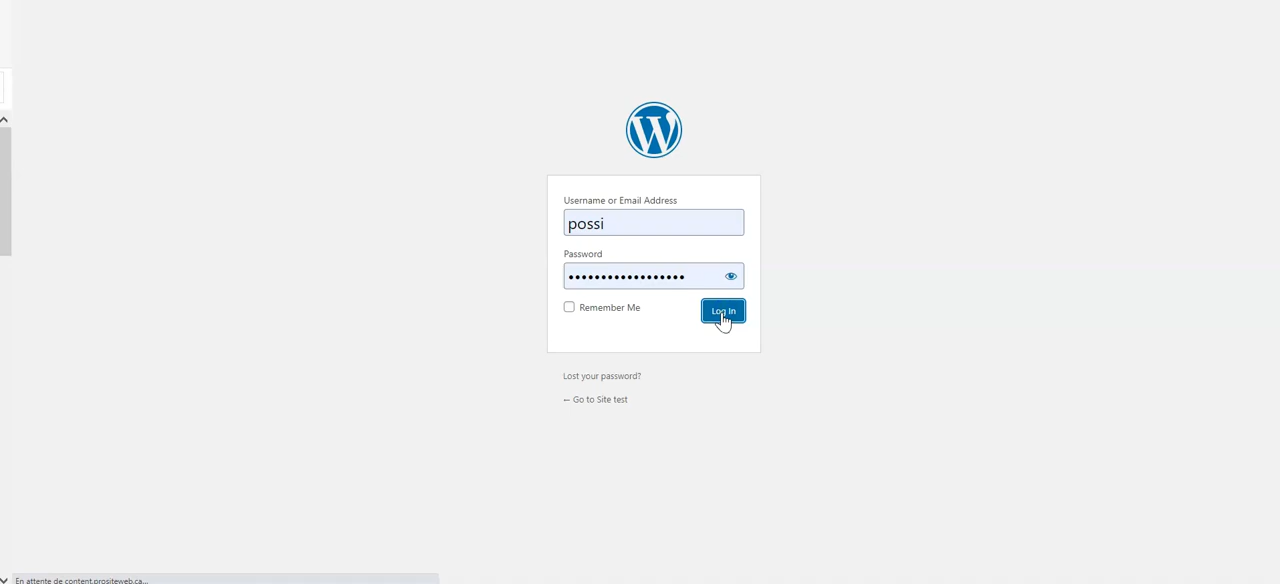 Username or Email Address
possi
Password
Remember Me
Log In
Lost your password?
← Go to Site test
En attente de content.prositeweb.ca...